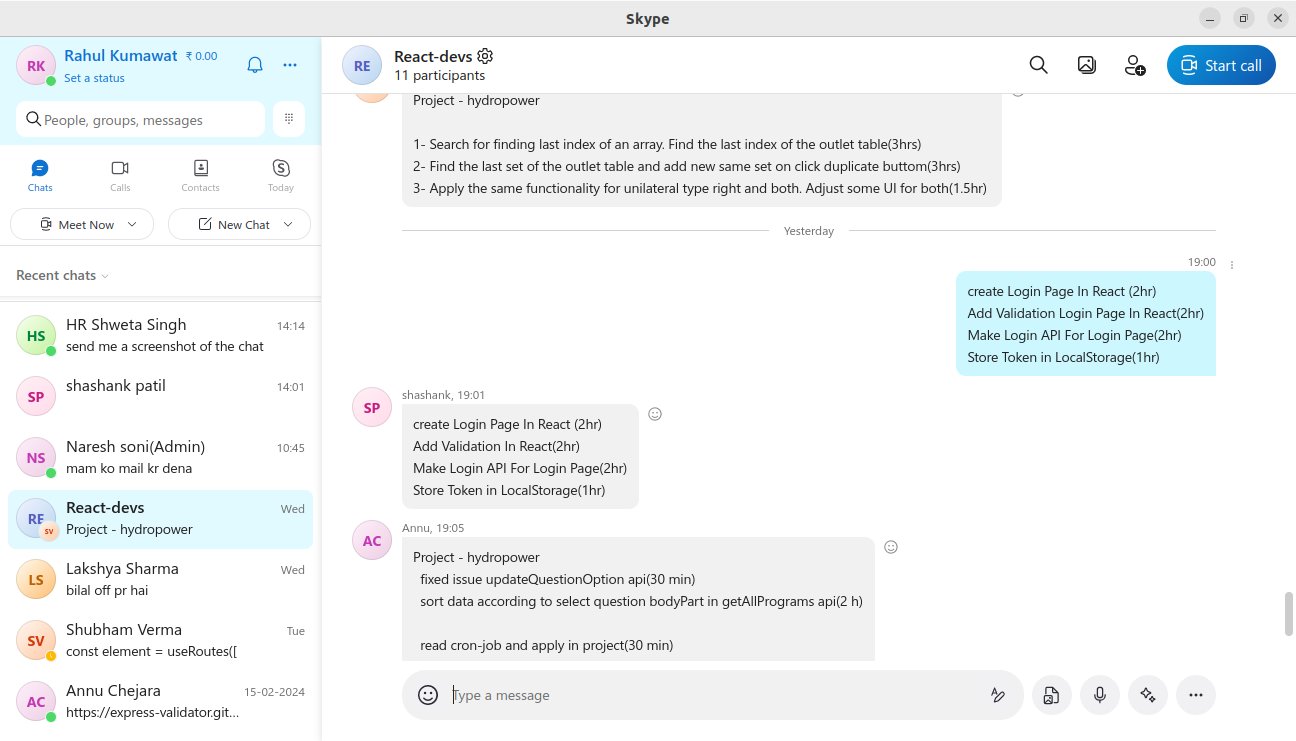 Skype
RK
Rahul Kumawat ₹ 0.00
Set a status
People, groups, messages
Chats
Calls
Contacts
Today
Meet Now
New Chat
Recent chats
HS
HR Shweta Singh 14:14
send me a screenshot of the chat
SP
shashank patil 14:01
NS
Naresh soni(Admin) 10:45
mam ko mail kr dena
RE
SV
React-devs Wed
Project - hydropower
LS
Lakshya Sharma Wed
bilal off pr hai
SV
Shubham Verma Tue
const element = useRoutes([
AC
Annu Chejara 15-02-2024
https://express-validator.git...
RE
React-devs
11 participants
Start call
Project - hydropower
1- Search for finding last index of an array. Find the last index of the outlet table(3hrs)
2- Find the last set of the outlet table and add new same set on click duplicate buttom(3hrs)
3- Apply the same functionality for unilateral type right and both. Adjust some UI for both(1.5hr)
Yesterday
19:00
create Login Page In React (2hr)
Add Validation Login Page In React(2hr)
Make Login API For Login Page(2hr)
Store Token in LocalStorage(1hr)
SP
shashank, 19:01
create Login Page In React (2hr)
Add Validation In React(2hr)
Make Login API For Login Page(2hr)
Store Token in LocalStorage(1hr)
AC
Annu, 19:05
Project - hydropower
fixed issue updateQuestionOption api(30 min)
sort data according to select question bodyPart in getAllPrograms api(2 h)
read cron-job and apply in project(30 min)
Type a message